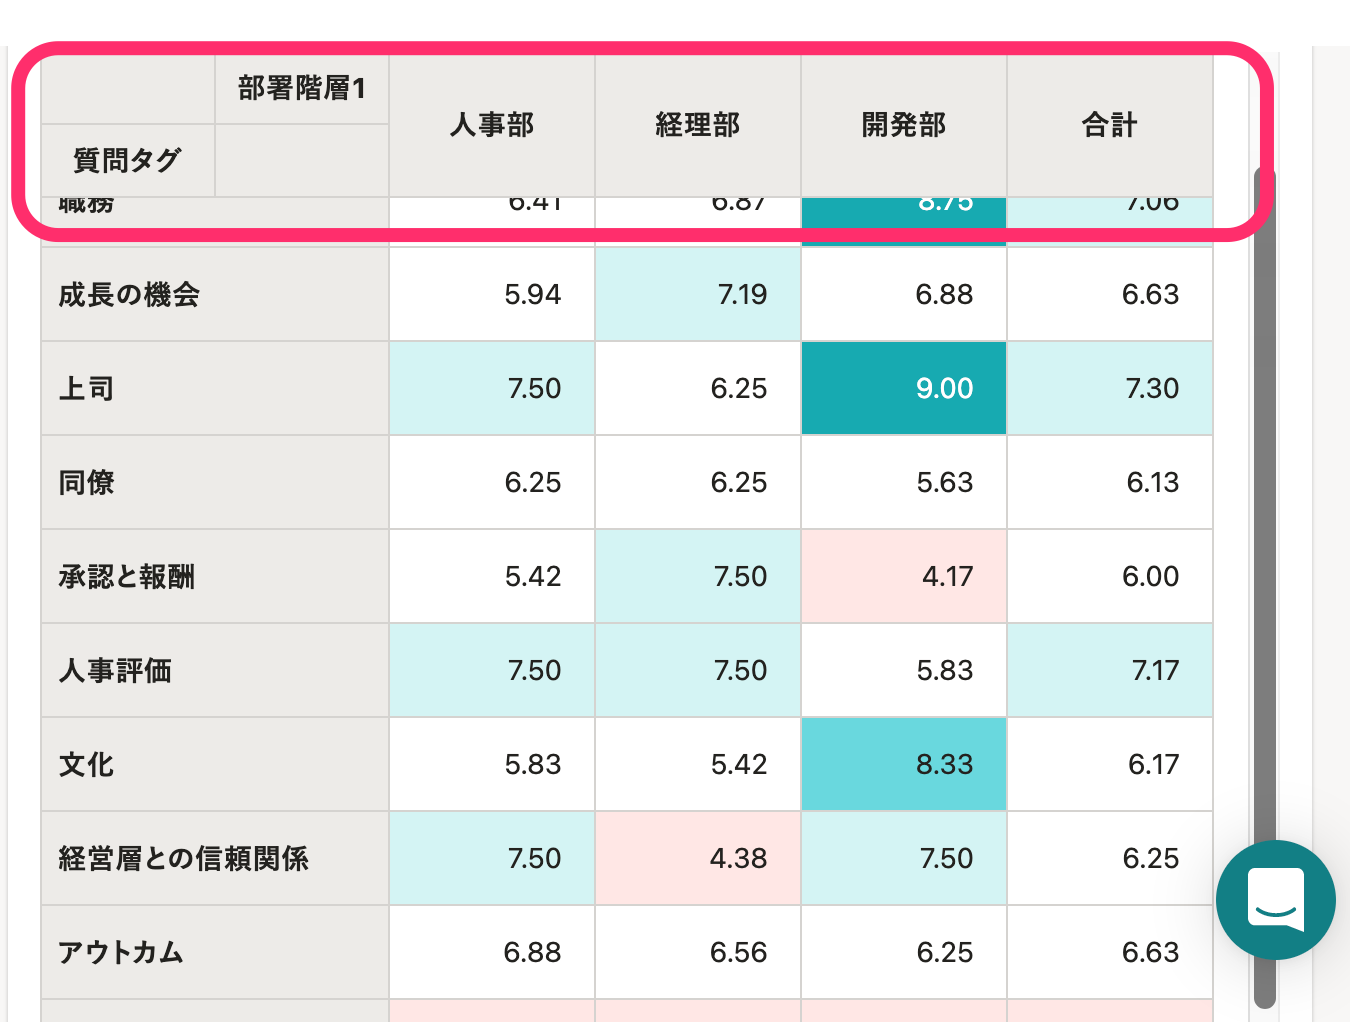 部署階層1
質問タグ
人事部 経理部 開発部 合計
職務 6.41 6.87 8.75 7.06
成長の機会 5.94 7.19 6.88 6.63
上司 7.50 6.25 9.00 7.30
同僚 6.25 6.25 5.63 6.13
承認と報酬 5.42 7.50 4.17 6.00
人事評価 7.50 7.50 5.83 7.17
文化 5.83 5.42 8.33 6.17
経営層との信頼関係 7.50 4.38 7.50 6.25
アウトカム 6.88 6.56 6.25 6.63